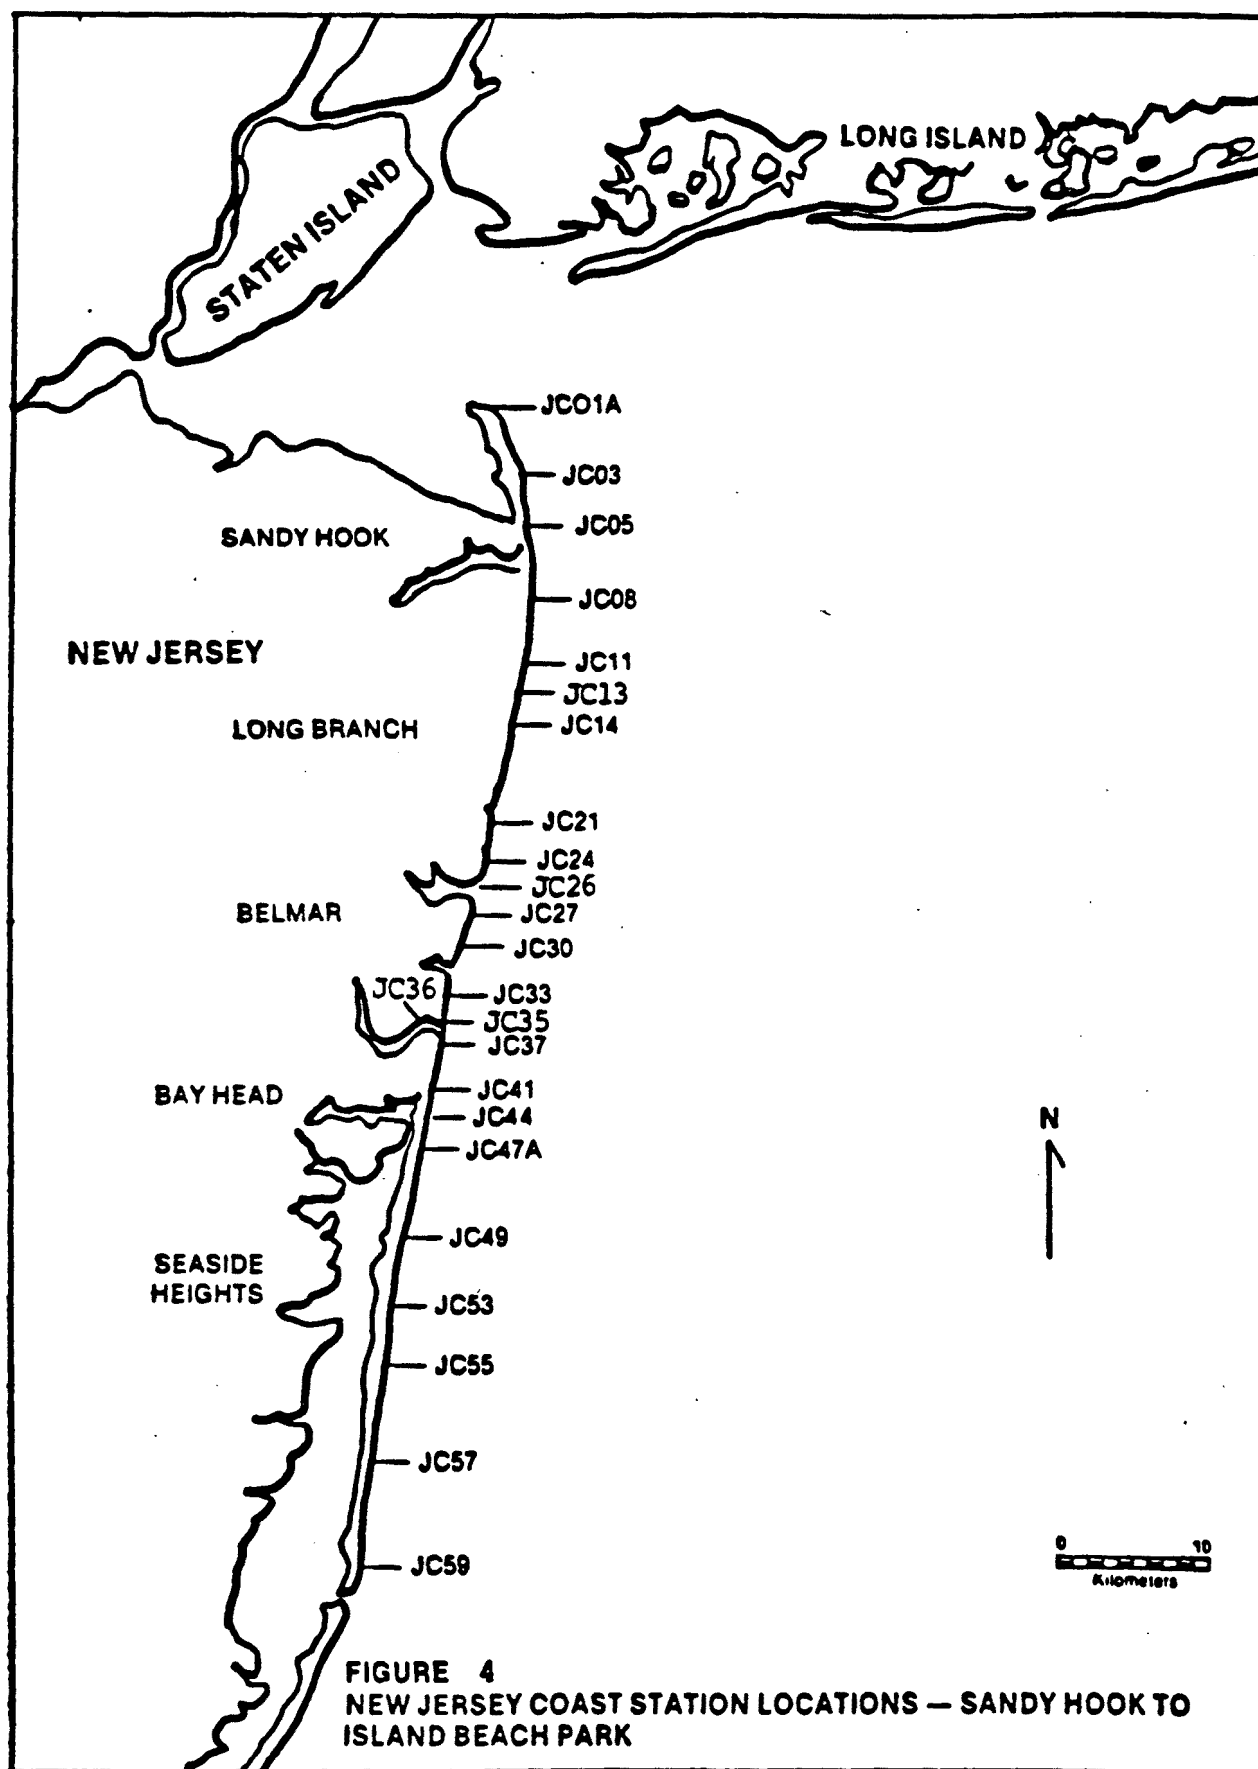 LONG ISLAND
STATEN ISLAND
JC01A
JC03
JC05
SANDY HOOK
JC08
NEW JERSEY
JC11
JC13
JC14
LONG BRANCH
JC21
JC24
JC26
BELMAR
JC27
JC30
JC36
JC33
JC35
JC37
BAY HEAD
JC41
JC44
JC47A
N
JC49
SEASIDE
HEIGHTS
JC53
JC55
JC57
JC59
0 10
Kilometers
FIGURE 4
NEW JERSEY COAST STATION LOCATIONS — SANDY HOOK TO
ISLAND BEACH PARK